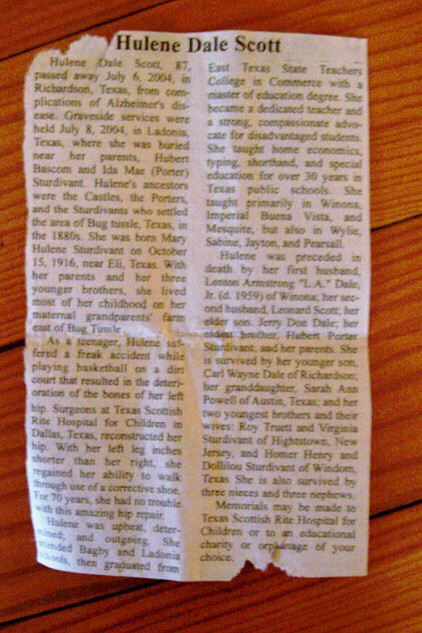 Hulene Dale Scott
Hulene Dale Scott, 87,
passed away July 6, 2004, in
Richardson, Texas, from com-
plications of Alzheimer's dis-
ease. Graveside services were
held July 8, 2004, in Ladonia,
Texas, where she was buried
near her parents, Hubert
Bascom and Ida Mae (Porter)
Sturdivant. Hulene's ancestors
were the Castles, the Porters,
and the Sturdivants who settled
the area of Bug tussle, Texas, in
the 1880s. She was born Mary
Hulene Sturdivant on October
15, 1916, near Eli, Texas. With
her parents and her three
younger brothers, she lived
most of her childhood on her
maternal grandparents' farm
east of Bug Tussle.
As a teenager, Hulene suf-
fered a freak accident while
playing basketball on a dirt
court that resulted in the deteri-
oration of the bones of her left
hip. Surgeons at Texas Scottish
Rite Hospital for Children in
Dallas, Texas, reconstructed her
hip. With her left leg inches
shorter than her right, she
regained her ability to walk
through use of a corrective shoe.
For 70 years, she had no trouble
with this amazing hip repair.
Hulene was upbeat, deter-
mined; and outgoing. She
attended Bagby and Ladonia
schools, then graduated from
East Texas State Teachers
College in Commerce with a
master of education degree. She
became a dedicated teacher and
a strong, compassionate advo-
cate for disadvantaged students.
She taught home economics,
typing, shorthand, and special
education for over 30 years in
Texas public schools. She
taught primarily in Winona,
Imperial Buena Vista, and
Mesquite, but also in Wylie,
Sabine, Jayton, and Pearsall.
Hulene was preceded in
death by her first husband,
Lenton Armstrong "L.A." Dale,
Jr. (d. 1959) of Winona; her sec-
ond husband, Leonard Scott; her
elder son, Jerry Don Dale; her
eldest brother, Hubert Porter
Sturdivant, and her parents. She
is survived by her younger son,
Carl Wayne Dale of Richardson;
her granddaughter, Sarah Ann
Powell of Austin, Texas; and her
two youngest brothers and their
wives: Roy Truett and Virginia
Sturdivant of Hightstown, New
Jersey, and Homer Henry and
Dollilou Sturdivant of Windom,
Texas She is also survived by
three nieces and three nephews.
Memorials may be made to
Texas Scottish Rite Hospital for
Children or to an educational
charity or orphanage of your
choice.